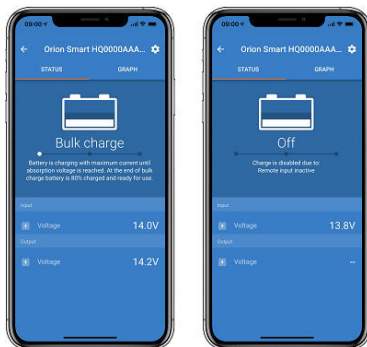 09:00
Orion Smart HQ0000AAA...
STATUS
GRAPH
Bulk charge
Battery is charging with maximum current until
absorption voltage is reached. At the end of bulk
charge battery is 80% charged and ready for use.
Input
Voltage
14.0V
Output
Voltage
14.2V
09:00
Orion Smart HQ0000AAA...
STATUS
GRAPH
Off
Charge is disabled due to:
Remote input inactive
Input
Voltage
13.8V
Output
Voltage
--